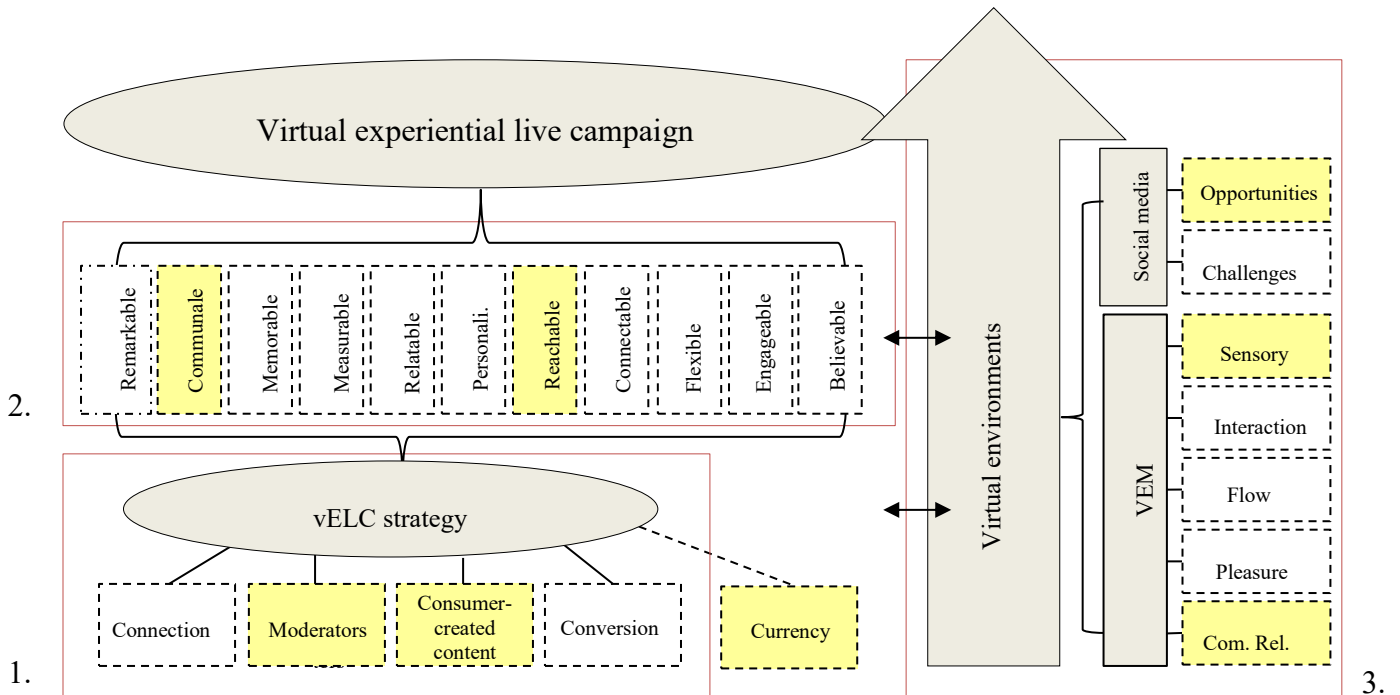 Virtual experiential live campaign
2.
Remarkable
Communale
Memorable
Measurable
Relatable
Personali.
Reachable
Connectable
Flexible
Engageable
Believable
1.
vELC strategy
Connection
Moderators
Consumer-
created
content
Conversion
Currency
Virtual environments
Social media
Opportunities
Challenges
VEM
Sensory
Interaction
Flow
Pleasure
Com. Rel.
3.